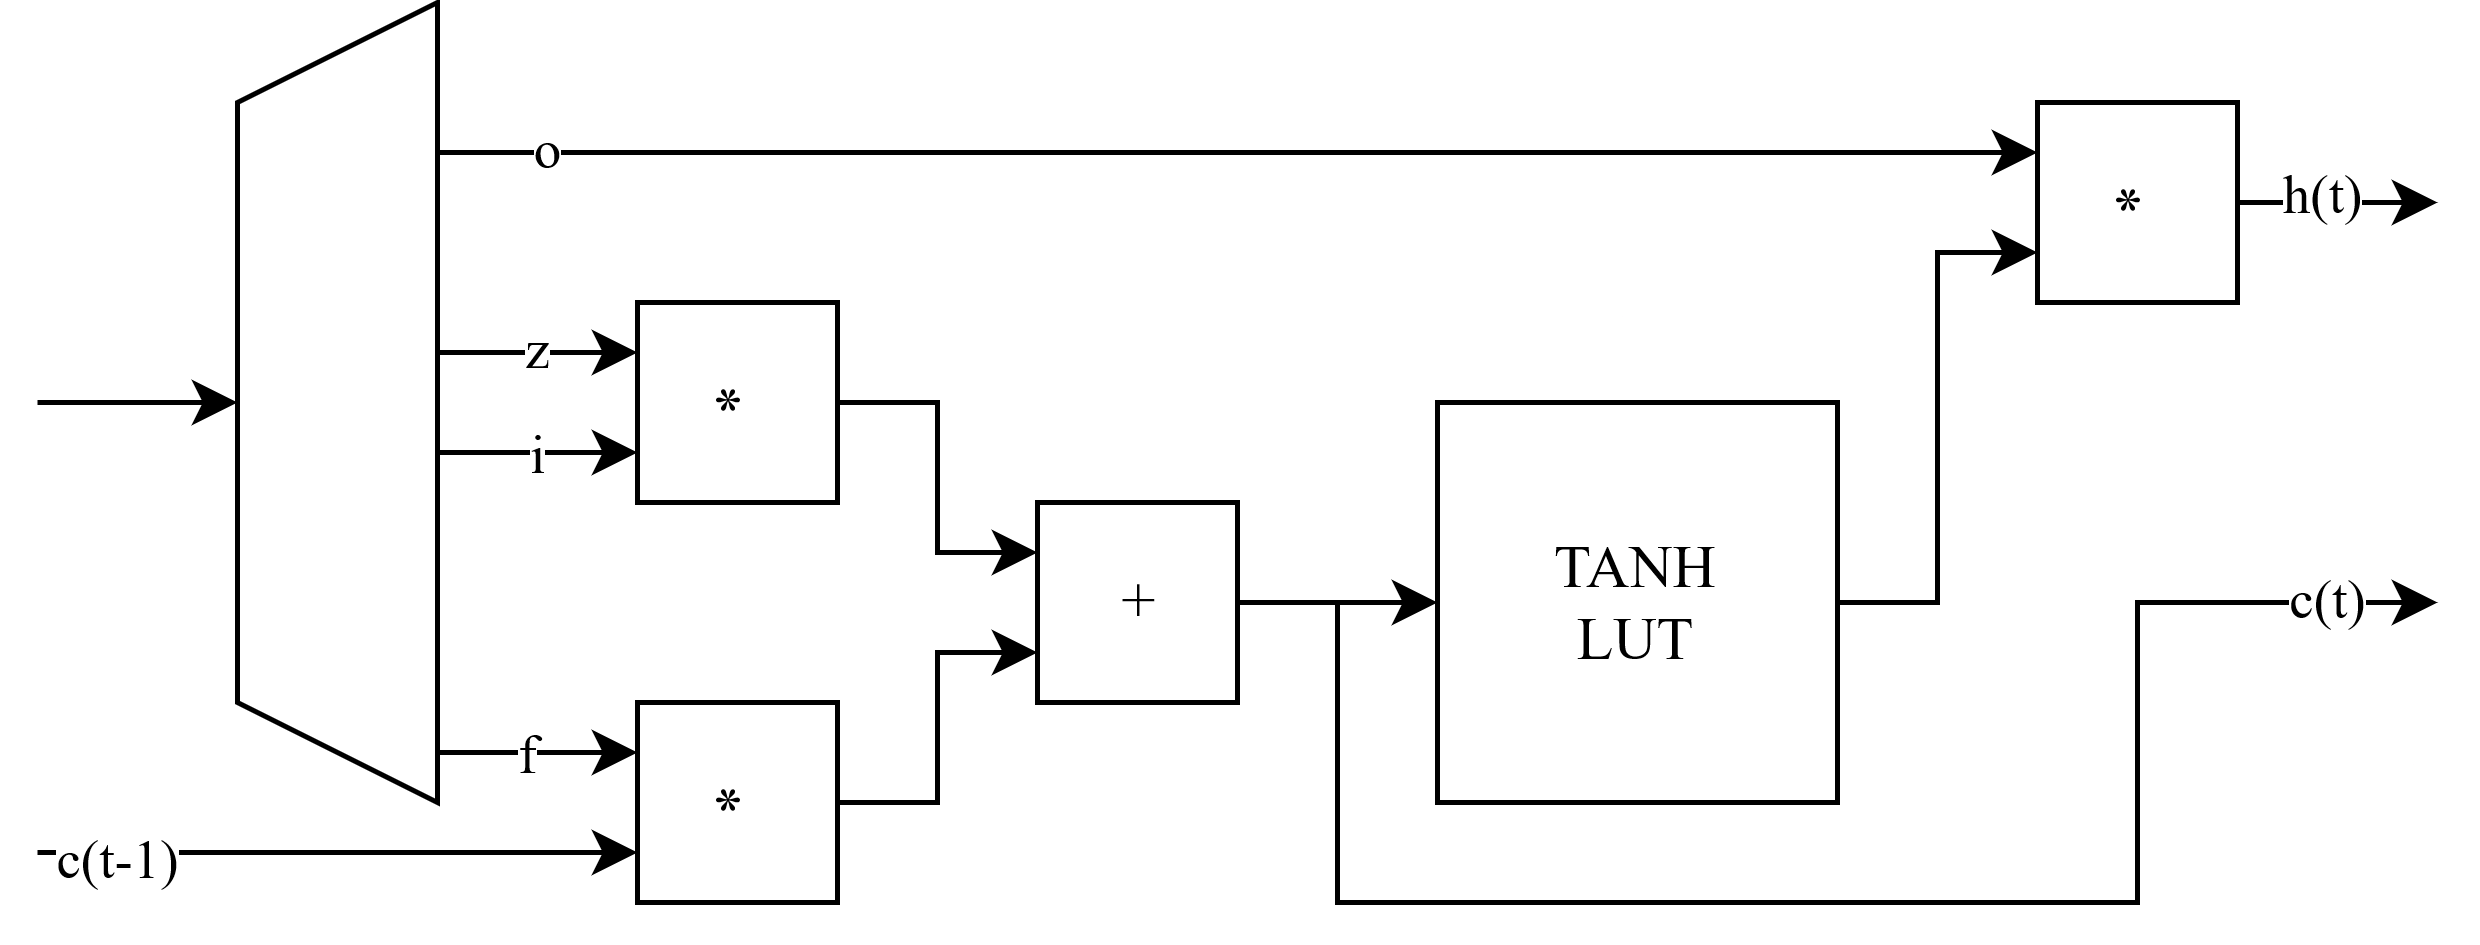 o
h(t)
*
z
*
i
TANH
LUT
+
c(t)
f
*
c(t-1)